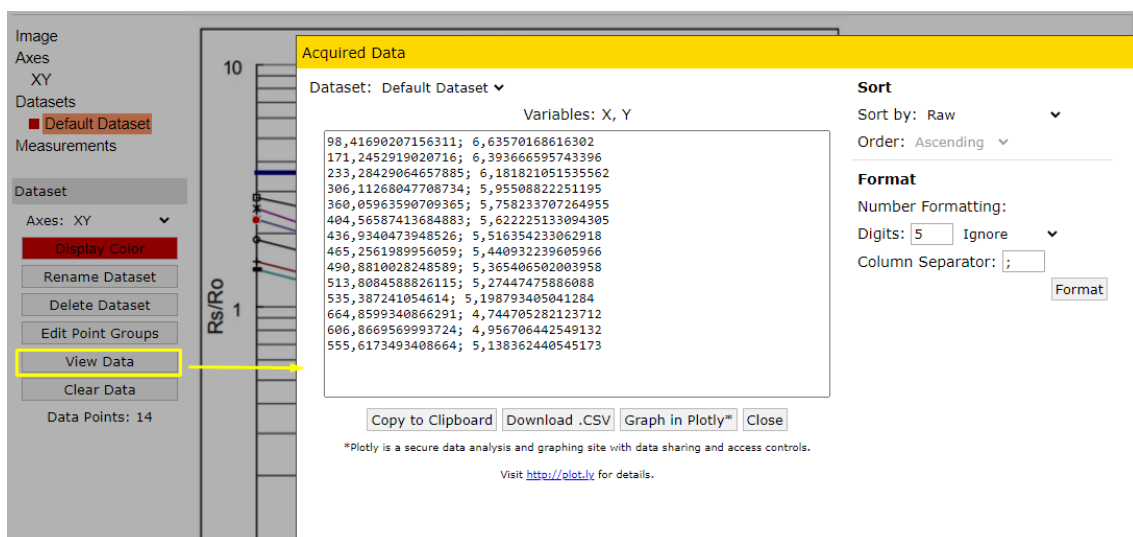 Image
Axes
XY
Datasets
Default Dataset
Measurements
Dataset
Axes: XY
Display Color
Rename Dataset
Delete Dataset
Edit Point Groups
View Data
Clear Data
Data Points: 14
10
1
Rs/Ro
Acquired Data
Dataset: Default Dataset
Variables: X, Y
98,41690207156311; 6,63570168616302
171,2452919020716; 6,393666595743396
233,28429064657885; 6,181821051535562
306,11268047708734; 5,95508822251195
360,05963590709365; 5,758233707264955
404,56587413684883; 5,622225133094305
436,9340473948526; 5,516354233062918
465,2561989956059; 5,440932239605966
490,8810028248589; 5,365406502003958
513,8084588826115; 5,27447475886088
535,387241054614; 5,198793405041284
664,8599340866291; 4,744705282123712
606,8669569993724; 4,956706442549132
555,6173493408664; 5,138362440545173
Copy to Clipboard Download .CSV Graph in Plotly* Close
*Plotly is a secure data analysis and graphing site with data sharing and access controls.
Visit http://plot.ly for details.
Sort
Sort by: Raw
Order: Ascending
Format
Number Formatting:
Digits: 5 Ignore
Column Separator: ;
Format